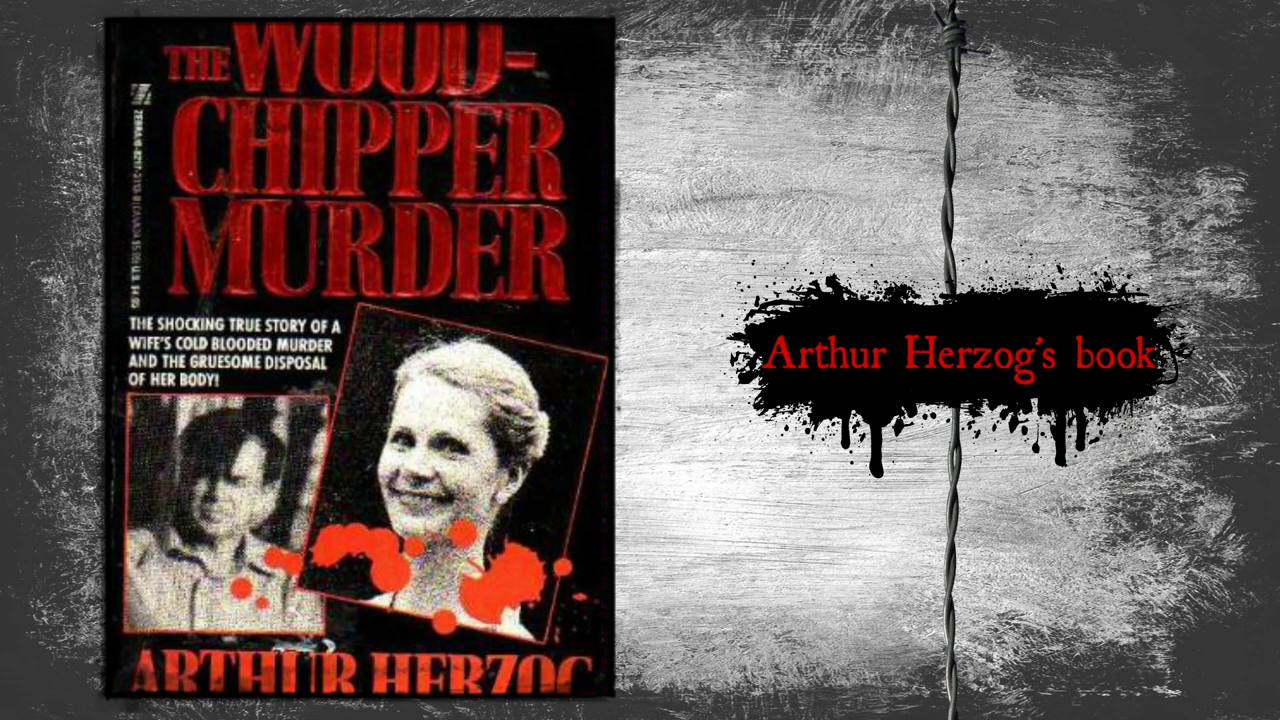 THE WOOD-
CHIPPER
MURDER
THE SHOCKING TRUE STORY OF A
WIFE'S COLD BLOODED MURDER
AND THE GRUESOME DISPOSAL
OF HER BODY!
ARTHUR HERZOG
Arthur Herzog's book